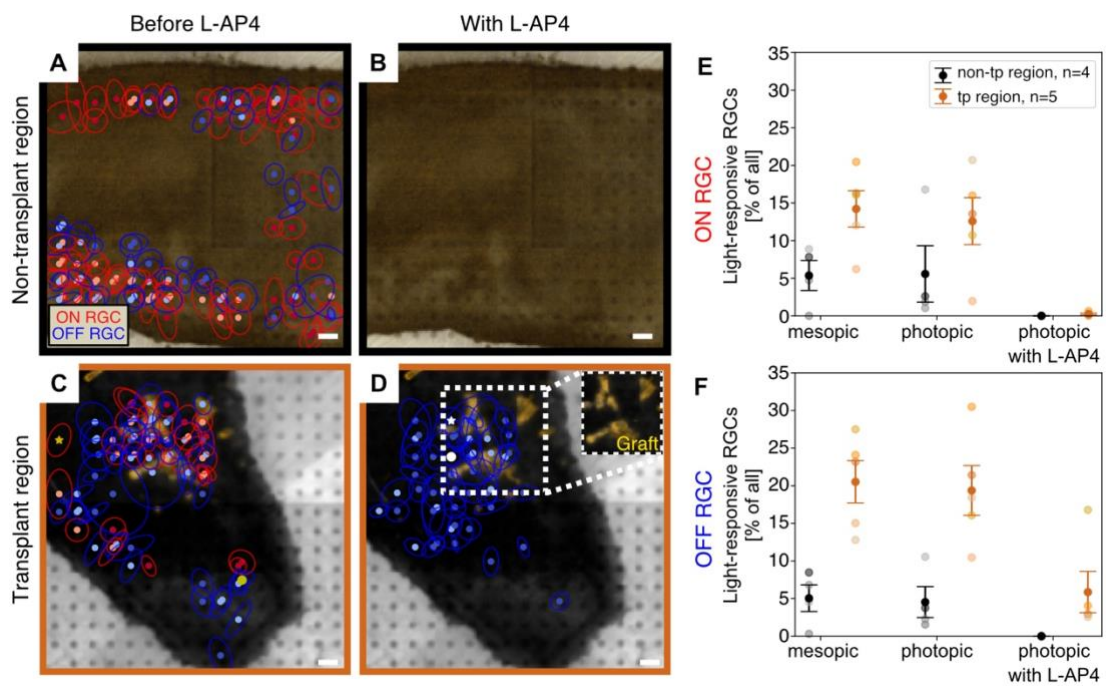 Before L-AP4
With L-AP4
Non-transplant region
A
B
ON RGC
OFF RGC
Transplant region
C
D
Graft
E
ON RGC
Light-responsive RGCs
[% of all]
35
30
25
20
15
10
5
0
non-tp region, n=4
tp region, n=5
mesopic
photopic
photopic
with L-AP4
F
OFF RGC
Light-responsive RGCs
[% of all]
35
30
25
20
15
10
5
0
mesopic
photopic
photopic
with L-AP4